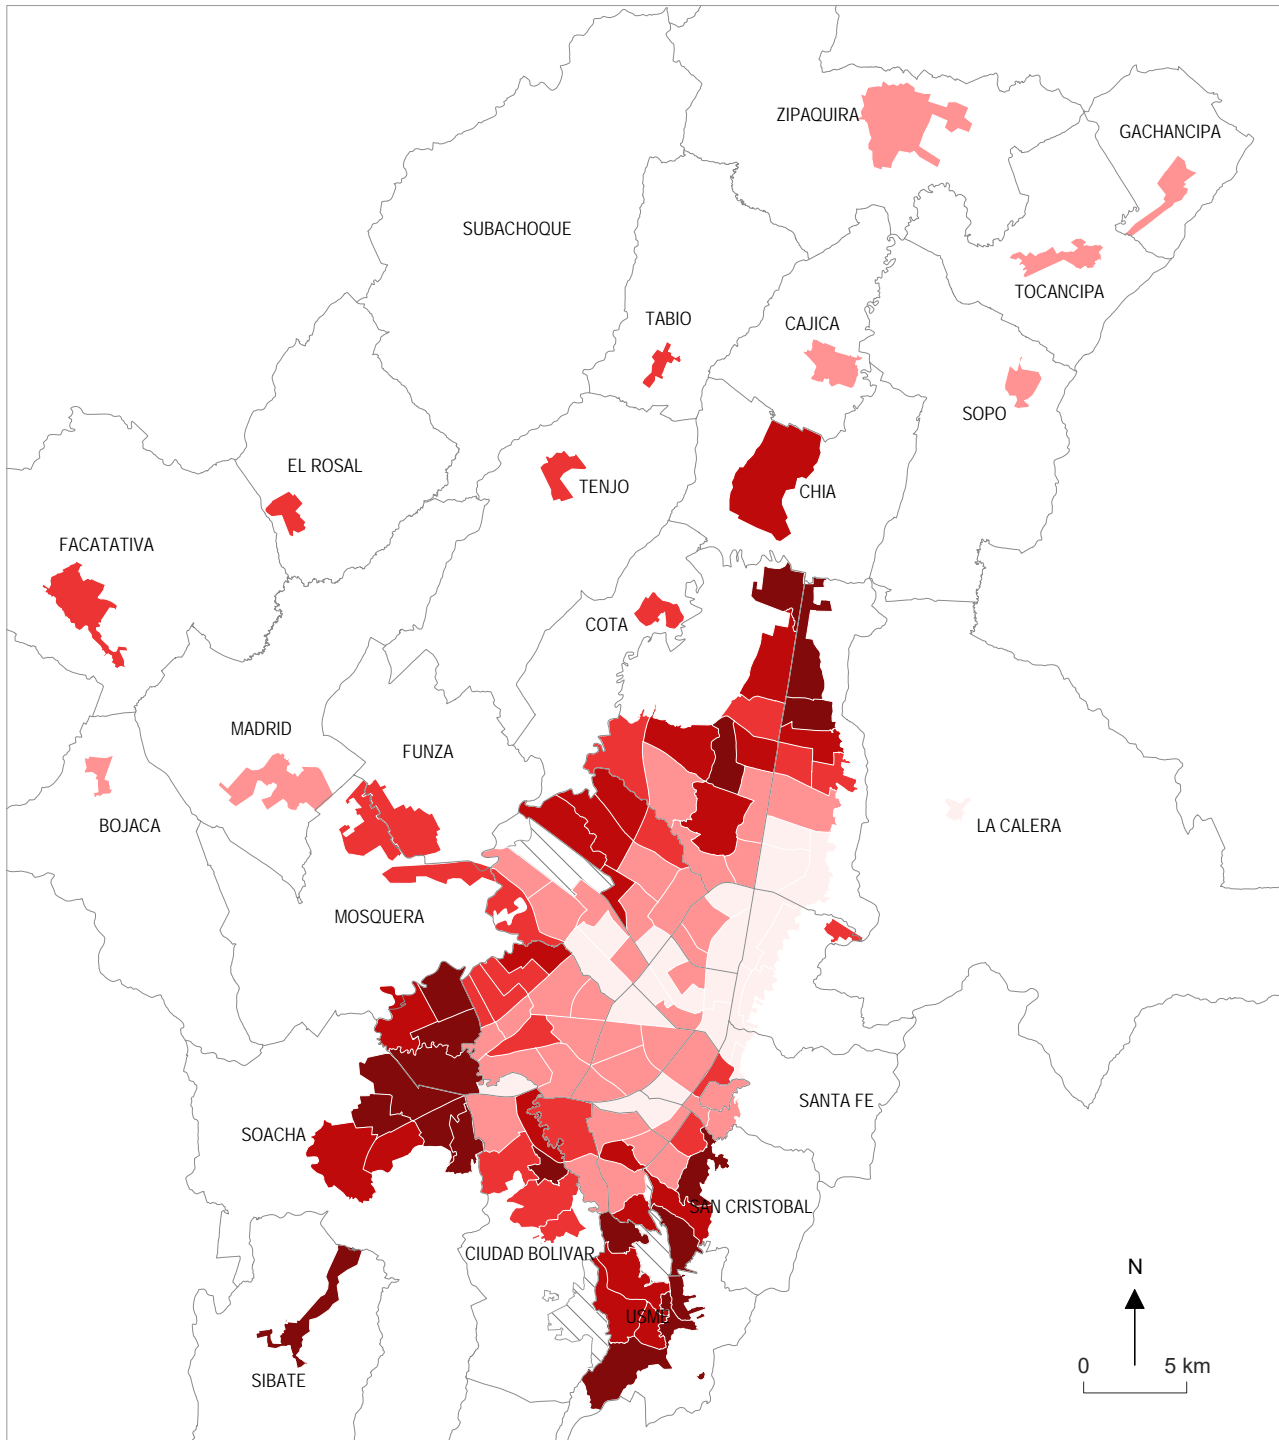 ZIPAQUIRA
GACHANCIPA
SUBACHOQUE
TOCANCIPA
TABIO
CAJICA
SOPO
EL ROSAL
TENJO
CHIA
FACATATIVA
COTA
MADRID
FUNZA
BOJACA
LA CALERA
MOSQUERA
SANTA FE
SOACHA
SAN CRISTOBAL
CIUDAD BOLIVAR
N
USME
0 5 km
SIBATE